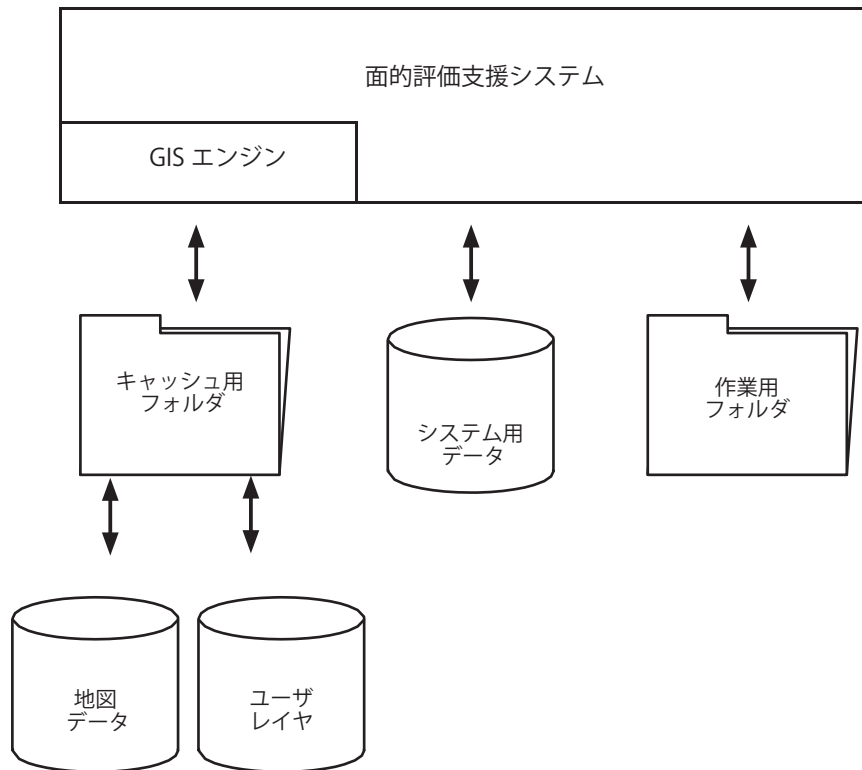 面的評価支援システム
GIS エンジン
キャッシュ用
フォルダ
システム用
データ
作業用
フォルダ
地図
データ
ユーザ
レイヤ